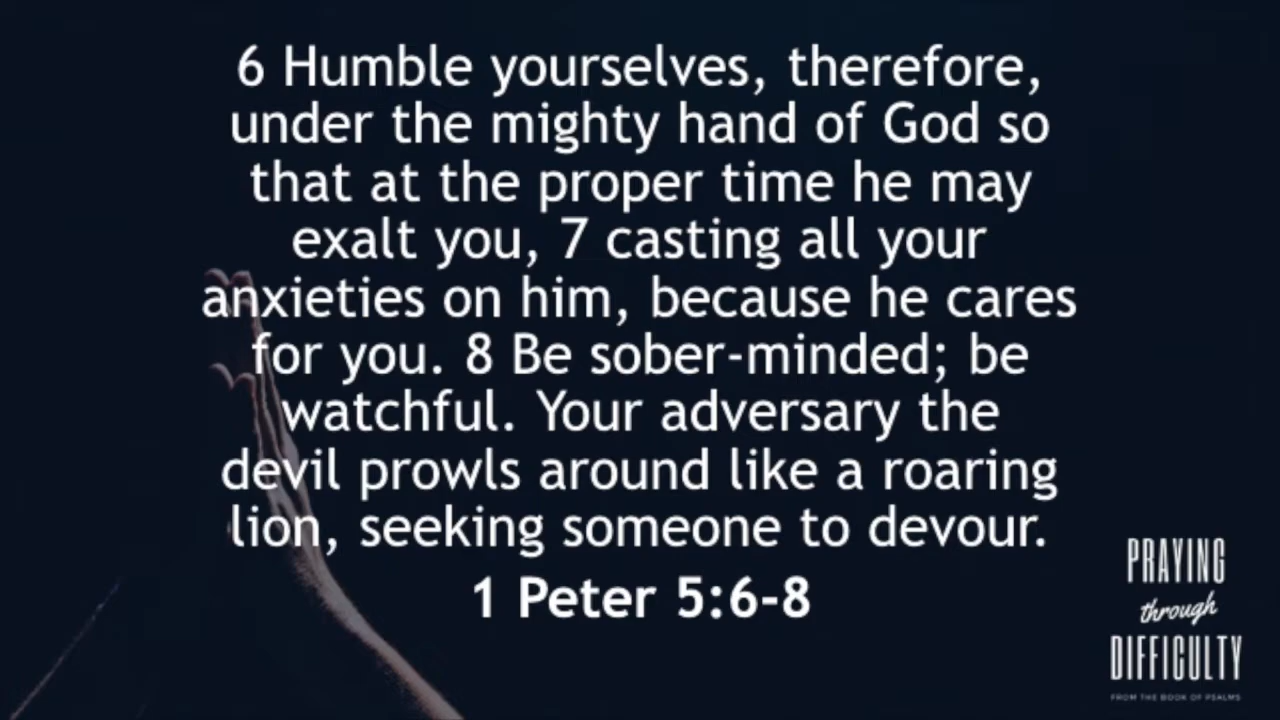 6 Humble yourselves, therefore,
under the mighty hand of God so
that at the proper time he may
exalt you, 7 casting all your
anxieties on him, because he cares
for you. 8 Be sober-minded; be
watchful. Your adversary the
devil prowls around like a roaring
lion, seeking someone to devour.
1 Peter 5:6-8
PRAYING
through
DIFFICULTY
FROM THE BOOK OF PSALMS